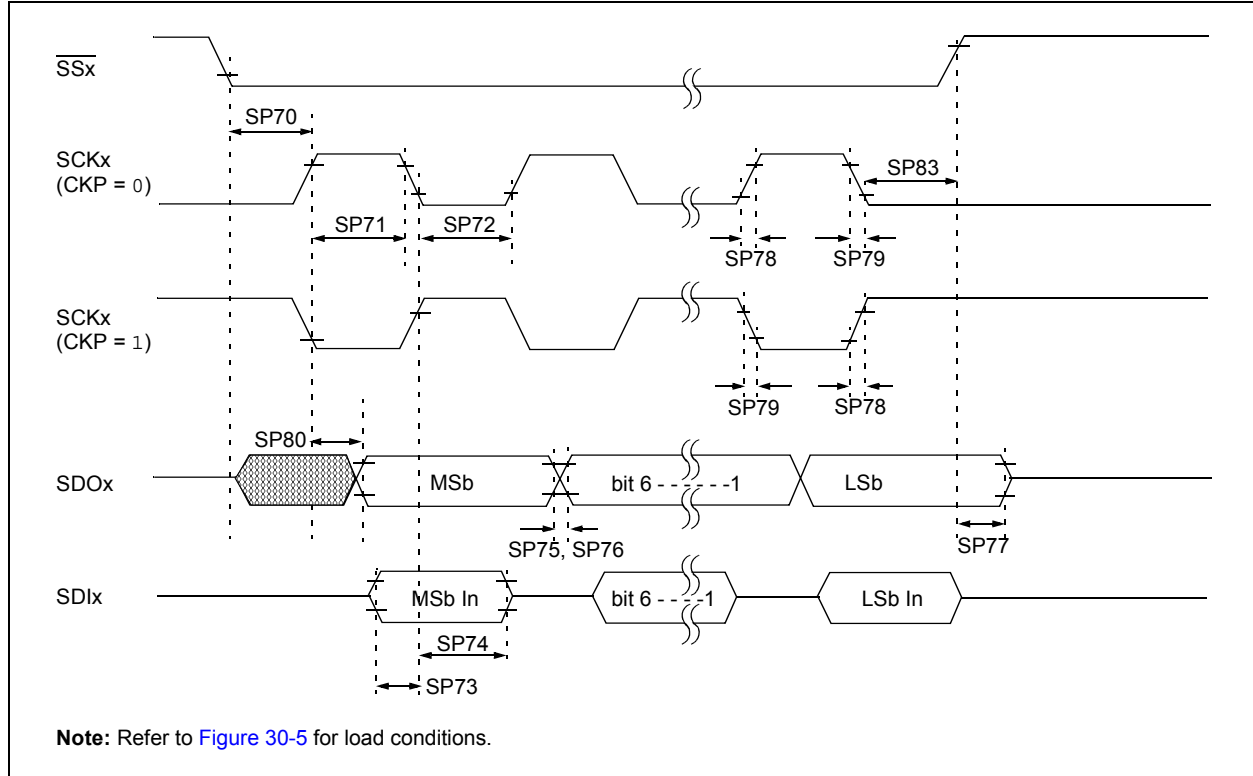 SSx
SP70
SCKx
(CKP = 0)
SP83
SP71
SP72
SP78
SP79
SCKx
(CKP = 1)
SP79
SP78
SP80
SDOx
MSb
bit 6 - - - - - -1
LSb
SP75, SP76
SP77
SDIx
MSb In
bit 6 - - - - -1
LSb In
SP74
SP73
Note: Refer to Figure 30-5 for load conditions.